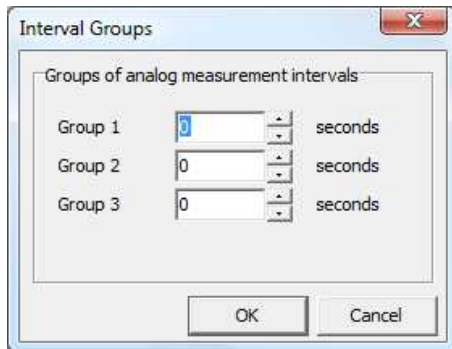 Interval Groups
Groups of analog measurement intervals
Group 1 0 seconds
Group 2 0 seconds
Group 3 0 seconds
OK Cancel